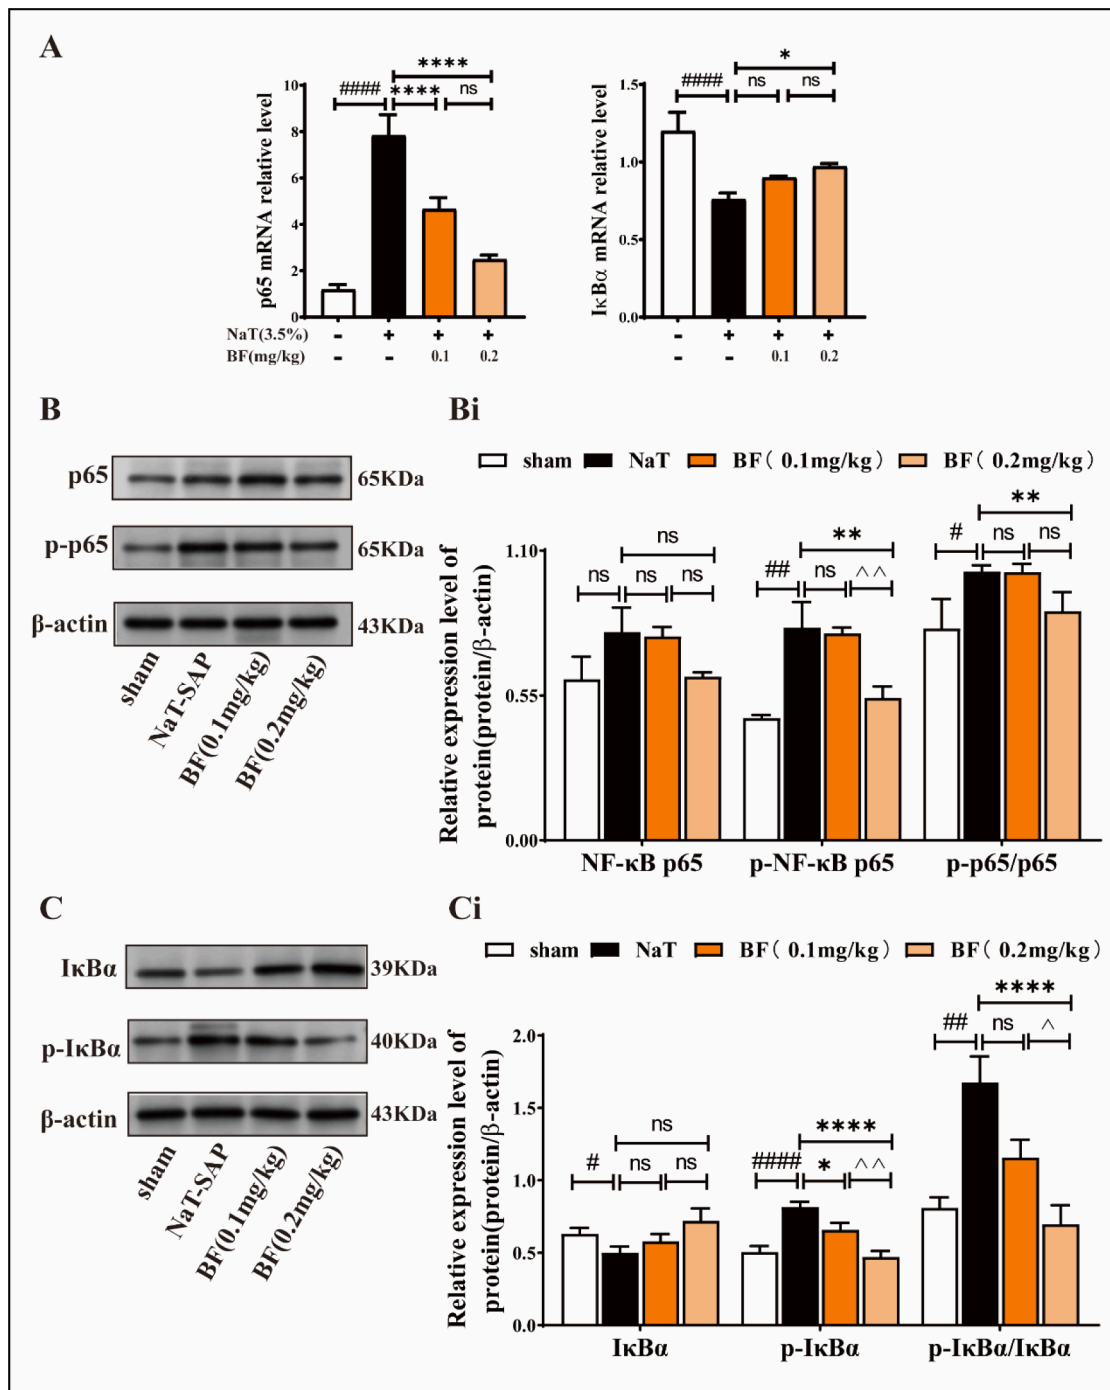 A
p65 mRNA relative level
10
8
6
4
2
0
####
****
****
ns
IκBα mRNA relative level
1.5
1.0
0.5
0.0
####
*
ns
ns
NaT(3.5%) - + + + - + + +
BF(mg/kg) - - 0.1 0.2 - - 0.1 0.2
B
p65 65KDa
p-p65 65KDa
β-actin 43KDa
sham
NaT-SAP
BF(0.1mg/kg)
BF(0.2mg/kg)
Bi
sham NaT BF( 0.1mg/kg) BF( 0.2mg/kg)
Relative expression level of
protein(protein/β-actin)
1.10
0.55
0.00
ns
ns ns ns
**
## ns ^^
**
# ns ns
NF-κB p65 p-NF-κB p65 p-p65/p65
C
IκBα 39KDa
p-IκBα 40KDa
β-actin 43KDa
sham
NaT-SAP
BF(0.1mg/kg)
BF(0.2mg/kg)
Ci
sham NaT BF( 0.1mg/kg) BF( 0.2mg/kg)
Relative expression level of
protein(protein/β-actin)
2.0
1.5
1.0
0.5
0.0
ns
# ns ns
****
#### * ^^
****
## ns ^
IκBα p-IκBα p-IκBα/IκBα